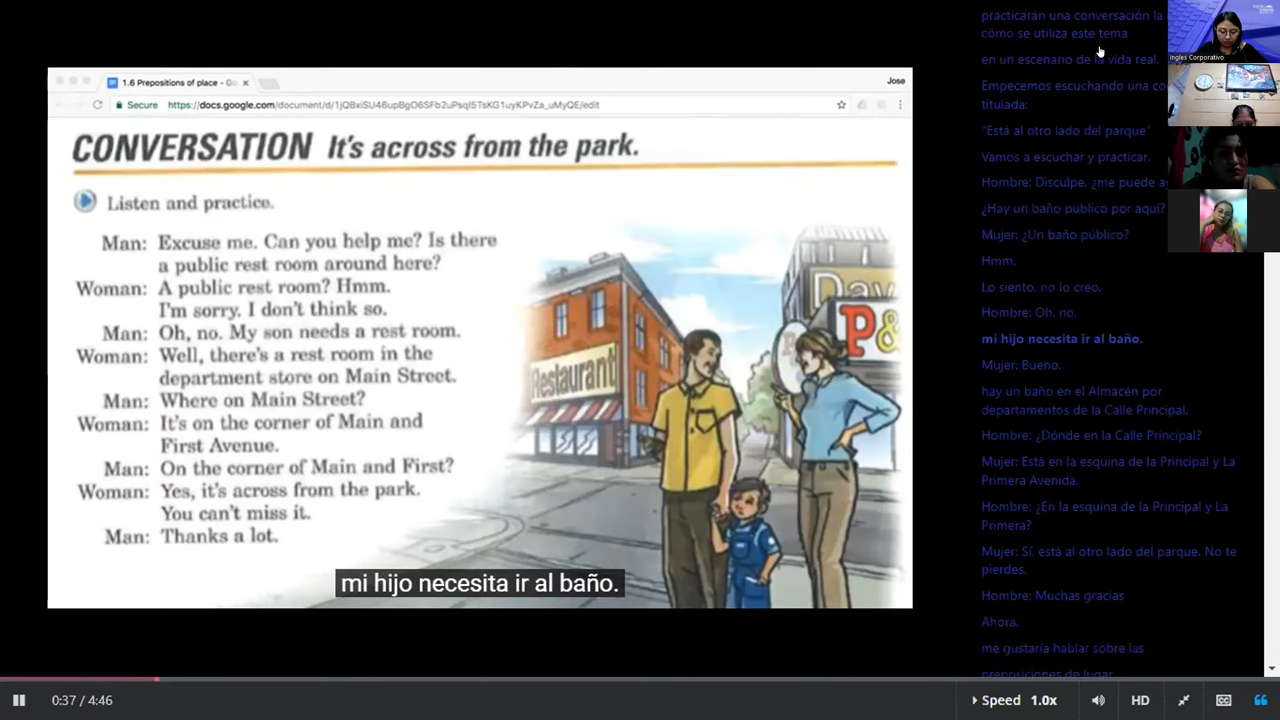 1.6 Prepositions of place - Go
Jose
Secure https://docs.google.com/document/d/1jQBxiSU46upBgO6SFb2uPsqI5TsKG1uyKPvZa_uMyQE/edit
CONVERSATION It's across from the park.
Listen and practice.
Man: Excuse me. Can you help me? Is there
a public rest room around here?
Woman: A public rest room? Hmm.
I'm sorry. I don't think so.
Man: Oh, no. My son needs a rest room.
Woman: Well, there's a rest room in the
department store on Main Street.
Man: Where on Main Street?
Woman: It's on the corner of Main and
First Avenue.
Man: On the corner of Main and First?
Woman: Yes, it's across from the park.
You can't miss it.
Man: Thanks a lot.
Restaurant
Day
P&
mi hijo necesita ir al baño.
practicarán una conversación la
cómo se utiliza este tema
en un escenario de la vida real.
Empecemos escuchando una co
titulada:
"Está al otro lado del parque"
Vamos a escuchar y practicar.
Hombre: Disculpe, ¿me puede ay
¿Hay un baño publico por aquí?
Mujer: ¿Un baño público?
Hmm.
Lo siento, no lo creo.
Hombre: Oh, no.
mi hijo necesita ir al baño.
Mujer: Bueno.
hay un baño en el Almacén por
departamentos de la Calle Principal.
Hombre: ¿Dónde en la Calle Principal?
Mujer: Está en la esquina de la Principal y La
Primera Avenida.
Hombre: ¿En la esquina de la Principal y La
Primera?
Mujer: Sí, está al otro lado del parque. No te
pierdes.
Hombre: Muchas gracias
Ahora,
me gustaría hablar sobre las
preposiciones de lugar
Ingles Corporativo
0:37 / 4:46
Speed 1.0x
HD
CC